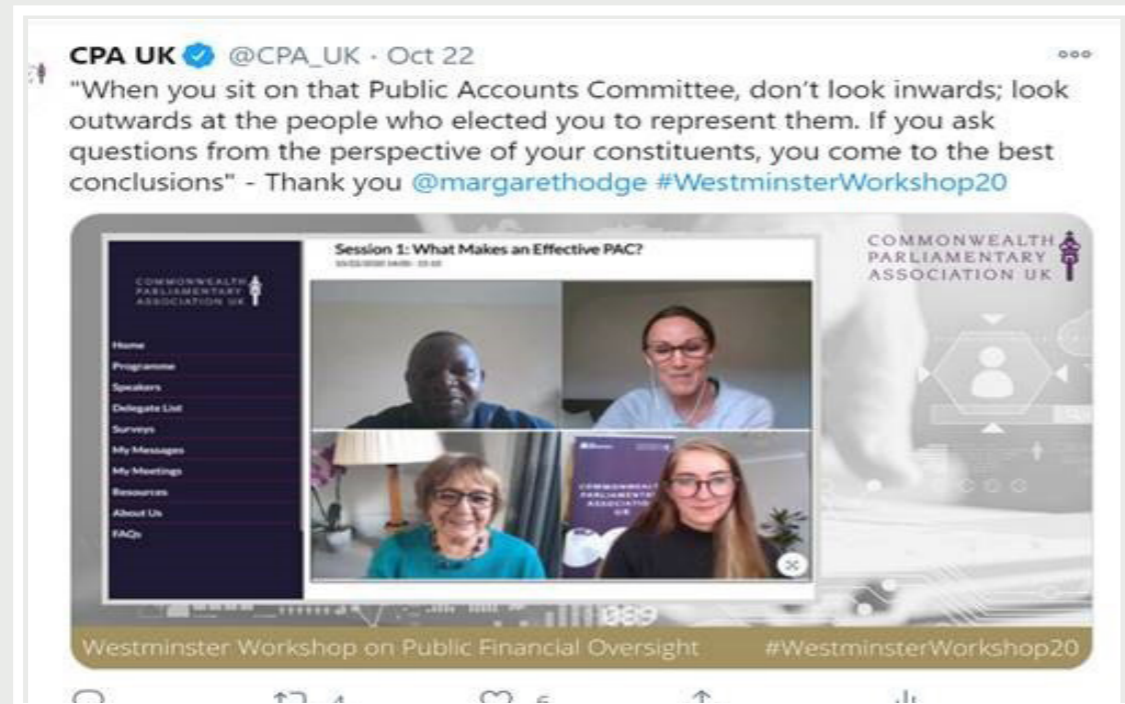 CPA UK @CPA_UK · Oct 22
"When you sit on that Public Accounts Committee, don't look inwards; look
outwards at the people who elected you to represent them. If you ask
questions from the perspective of your constituents, you come to the best
conclusions" - Thank you @margarethodge #WestminsterWorkshop20
Session 1: What Makes an Effective PAC?
COMMONWEALTH
PARLIAMENTARY
ASSOCIATION UK
COMMONWEALTH
PARLIAMENTARY
ASSOCIATION UK
Home
Programme
Speakers
Delegate List
Surveys
My Messages
My Meetings
Resources
About Us
FAQs
COMMONWEALTH
PARLIAMENTARY
ASSOCIATION
UK
Westminster Workshop on Public Financial Oversight #WestminsterWorkshop20